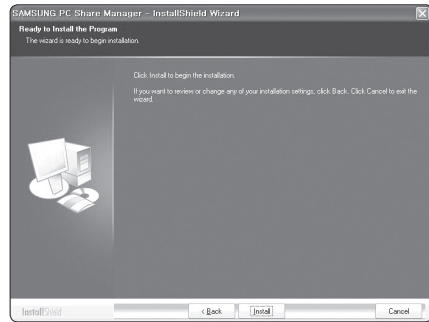 SAMSUNG PC Share Manager - InstallShield Wizard
Ready to Install the Program
The wizard is ready to begin installation.
Click Install to begin the installation.
If you want to review or change any of your installation settings, click Back. Click Cancel to exit the
wizard.
InstallShield
< Back
Install
Cancel